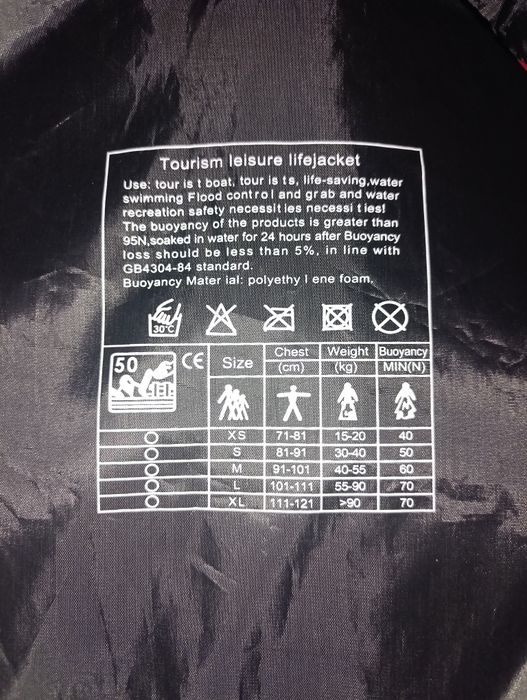 Tourism leisure lifejacket
Use: tour is t boat, tour is ts, life-saving,water
swimming Flood control and grab and water
recreation safety necessities necessities!
The buoyancy of the products is greater than
95N,soaked in water for 24 hours after Buoyancy
loss should be less than 5%, in line with
GB4304-84 standard.
Buoyancy Mater ial: polyethy l ene foam,
30°C
50 CE Size Chest (cm) Weight (kg) Buoyancy MIN(N)
XS 71-81 15-20 40
S 81-91 30-40 50
M 91-101 40-55 60
L 101-111 55-90 70
XL 111-121 >90 70